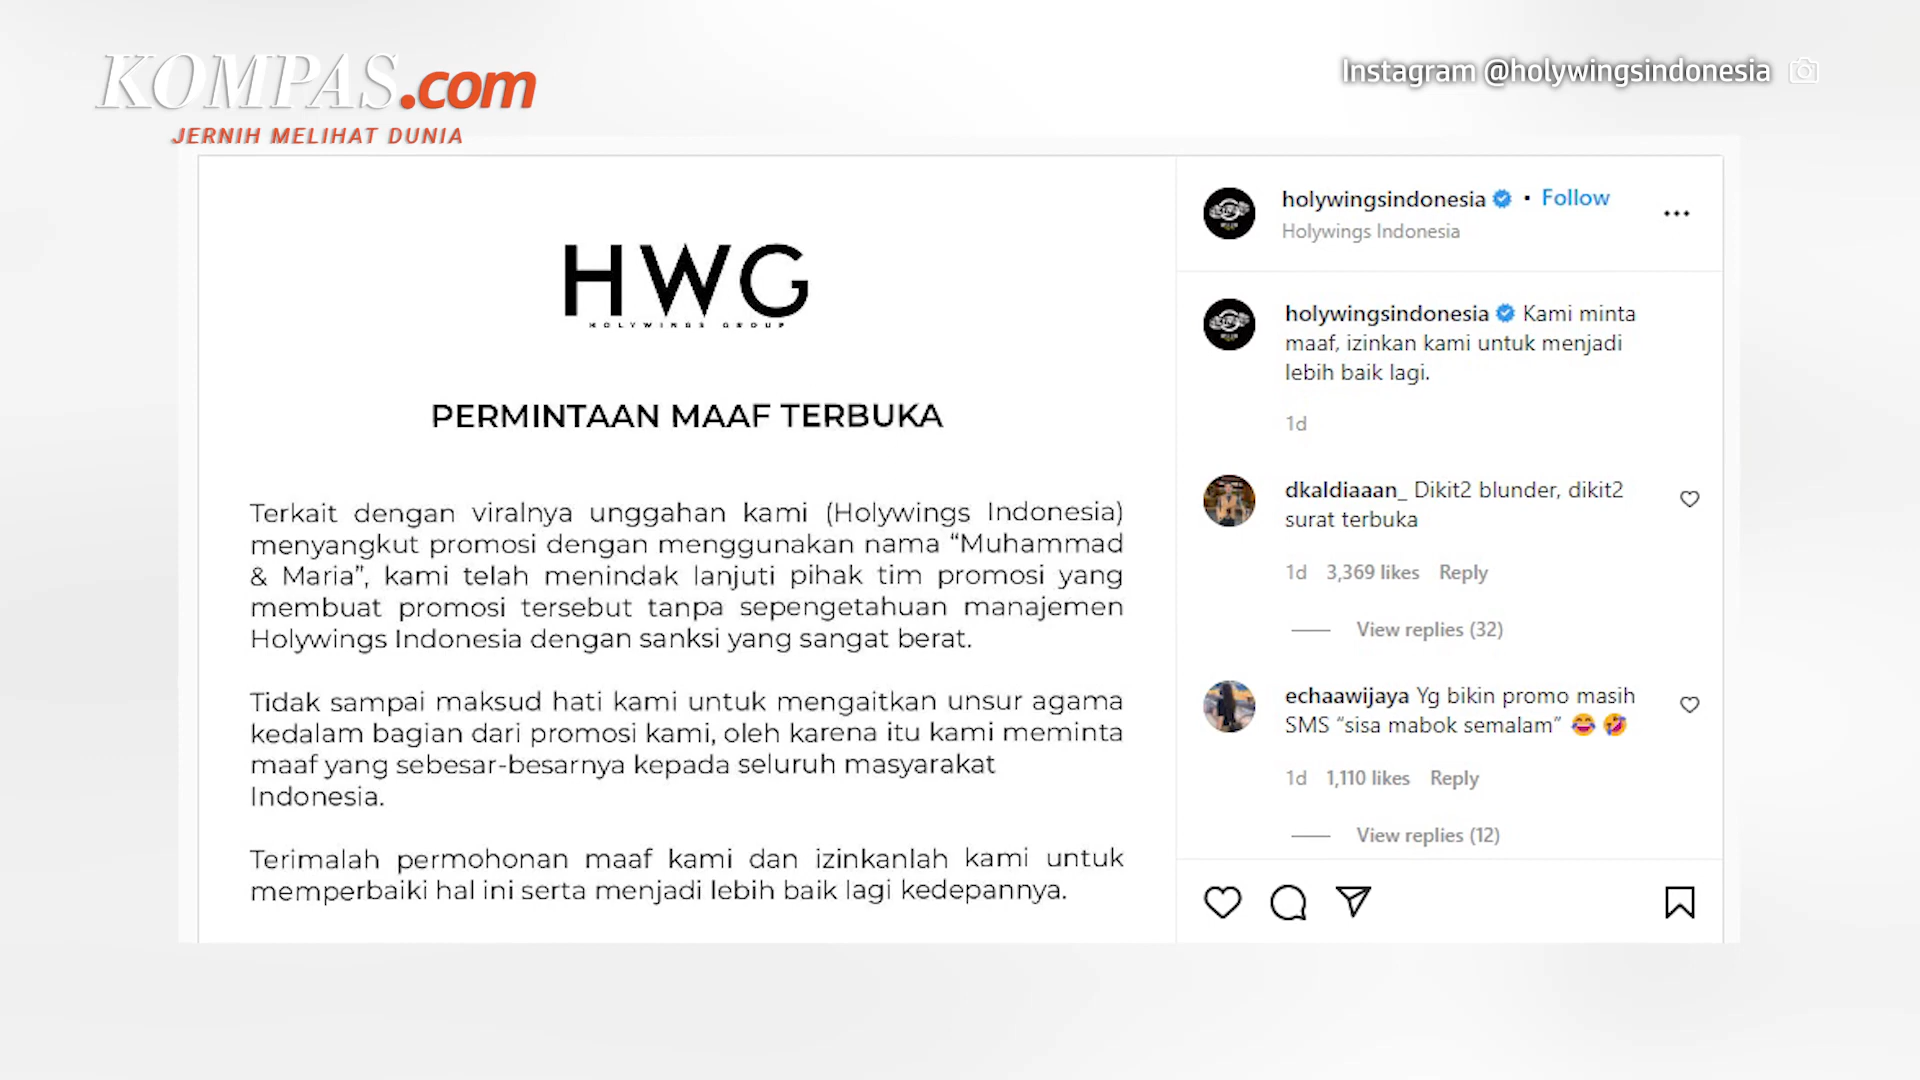 KOMPAS.com
JERNIH MELIHAT DUNIA
Instagram @holywingsindonesia
HWG
HOLYWINGS GROUP
PERMINTAAN MAAF TERBUKA
Terkait dengan viralnya unggahan kami (Holywings Indonesia)
menyangkut promosi dengan menggunakan nama “Muhammad
& Maria”, kami telah menindak lanjuti pihak tim promosi yang
membuat promosi tersebut tanpa sepengetahuan manajemen
Holywings Indonesia dengan sanksi yang sangat berat.
Tidak sampai maksud hati kami untuk mengaitkan unsur agama
kedalam bagian dari promosi kami, oleh karena itu kami meminta
maaf yang sebesar-besarnya kepada seluruh masyarakat
Indonesia.
Terimalah permohonan maaf kami dan izinkanlah kami untuk
memperbaiki hal ini serta menjadi lebih baik lagi kedepannya.
holywingsindonesia • Follow
Holywings Indonesia
holywingsindonesia Kami minta
maaf, izinkan kami untuk menjadi
lebih baik lagi.
1d
dkaldiaaan_ Dikit2 blunder, dikit2
surat terbuka
1d 3,369 likes Reply
View replies (32)
echaawijaya Yg bikin promo masih
SMS “sisa mabok semalam” 😂 🤣
1d 1,110 likes Reply
View replies (12)